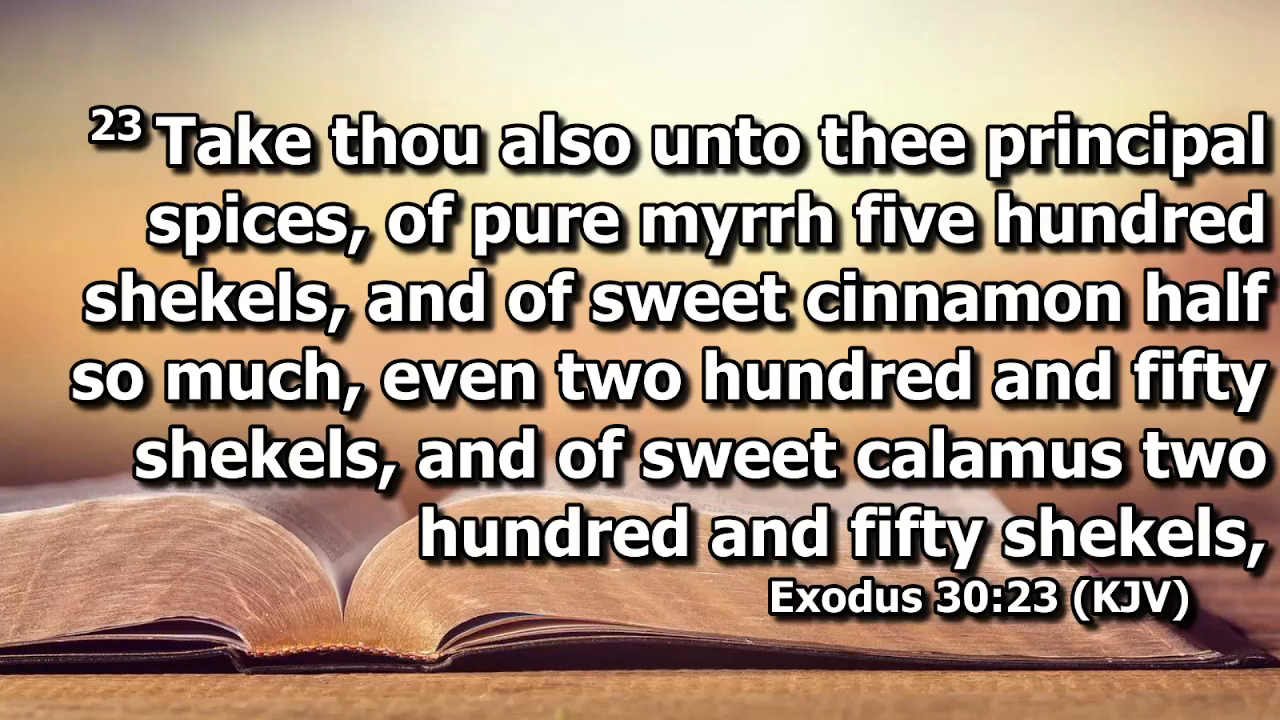 23 Take thou also unto thee principal
spices, of pure myrrh five hundred
shekels, and of sweet cinnamon half
so much, even two hundred and fifty
shekels, and of sweet calamus two
hundred and fifty shekels,
Exodus 30:23 (KJV)